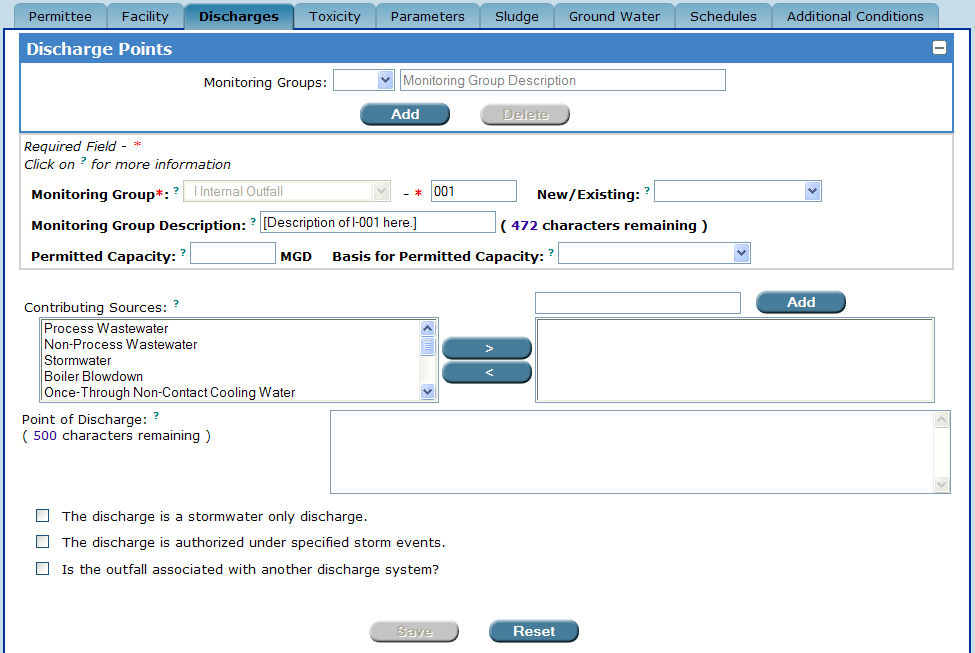 Permittee Facility Discharges Toxicity Parameters Sludge Ground Water Schedules Additional Conditions
Discharge Points
Monitoring Groups: Monitoring Group Description
Add Delete
Required Field - *
Click on ? for more information
Monitoring Group*: ? I Internal Outfall - * 001 New/Existing: ?
Monitoring Group Description: ? [Description of I-001 here.] ( 472 characters remaining )
Permitted Capacity: ? MGD Basis for Permitted Capacity: ?
Contributing Sources: ? Add
Process Wastewater
Non-Process Wastewater
Stormwater
Boiler Blowdown
Once-Through Non-Contact Cooling Water
>
<
Point of Discharge: ?
( 500 characters remaining )
The discharge is a stormwater only discharge.
The discharge is authorized under specified storm events.
Is the outfall associated with another discharge system?
Save Reset